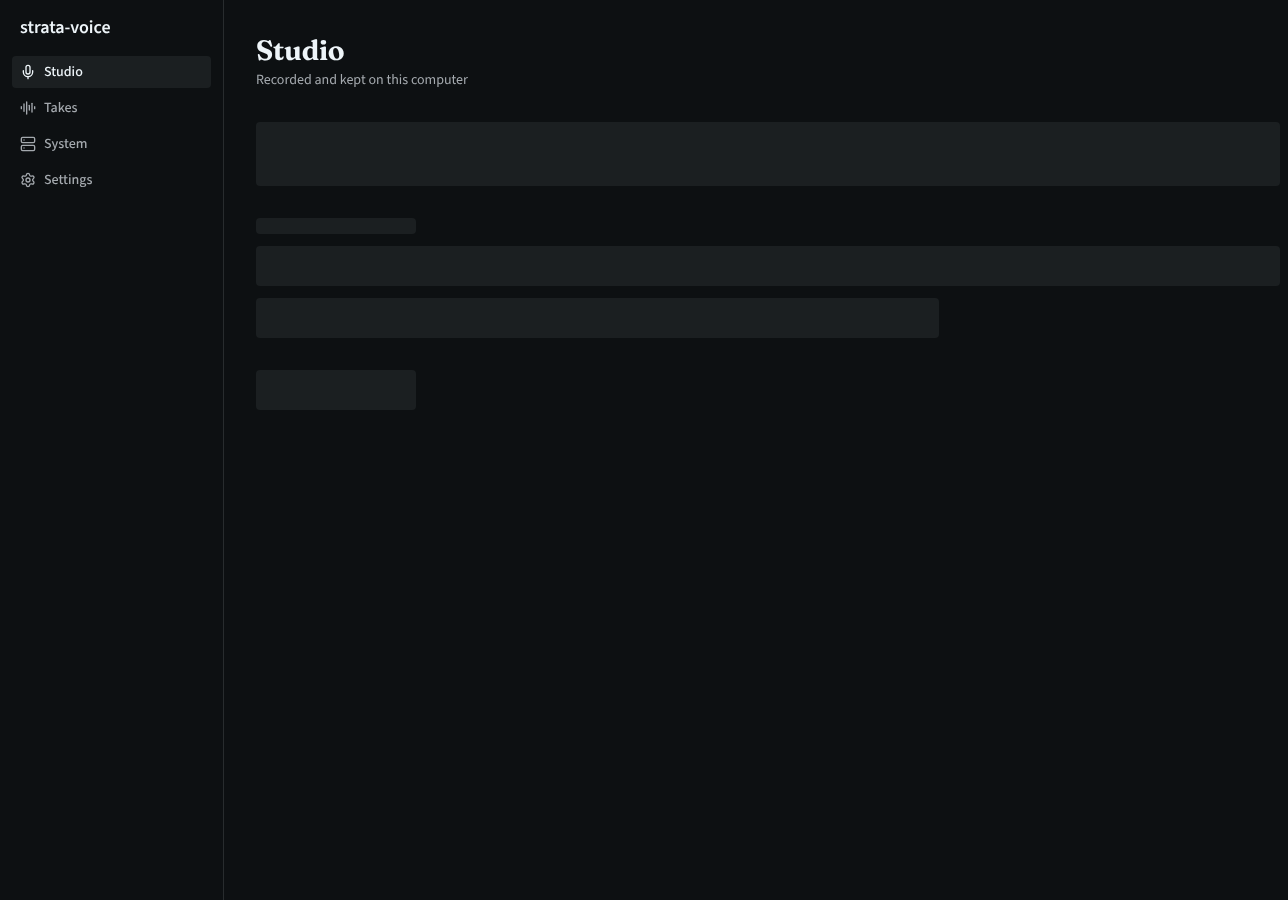 strata-voice
Studio
Takes
System
Settings
Studio
Recorded and kept on this computer